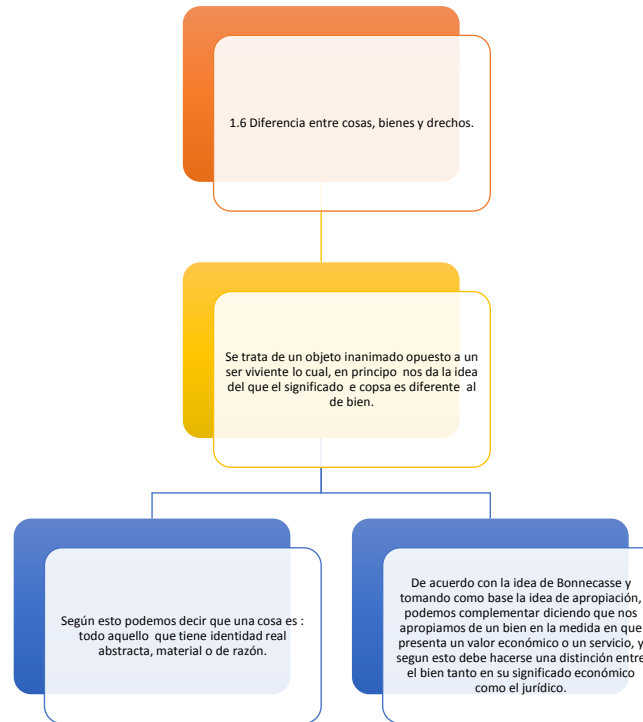 1.6 Diferencia entre cosas, bienes y drechos.
Se trata de un objeto inanimado opuesto a un
ser viviente lo cual, en principo nos da la idea
del que el significado e copsa es diferente al
de bien.
Según esto podemos decir que una cosa es :
todo aquello que tiene identidad real
abstracta, material o de razón.
De acuerdo con la idea de Bonnecasse y
tomando como base la idea de apropiación,
podemos complementar diciendo que nos
apropiamos de un bien en la medida en que
presenta un valor económico o un servicio, y
segun esto debe hacerse una distinción entre
el bien tanto en su significado económico
como el jurídico.